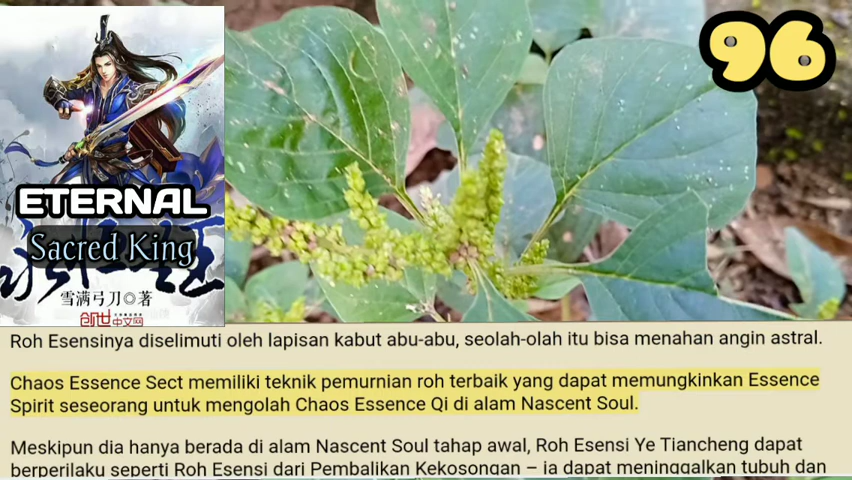 96
ETERNAL
Sacred King
雪满弓刀◎著
创世中文网
Roh Esensinya diselimuti oleh lapisan kabut abu-abu, seolah-olah itu bisa menahan angin astral.
Chaos Essence Sect memiliki teknik pemurnian roh terbaik yang dapat memungkinkan Essence
Spirit seseorang untuk mengolah Chaos Essence Qi di alam Nascent Soul.
Meskipun dia hanya berada di alam Nascent Soul tahap awal, Roh Esensi Ye Tiancheng dapat
berperilaku seperti Roh Esensi dari Pembalikan Kekosongan – ia dapat meninggalkan tubuh dan